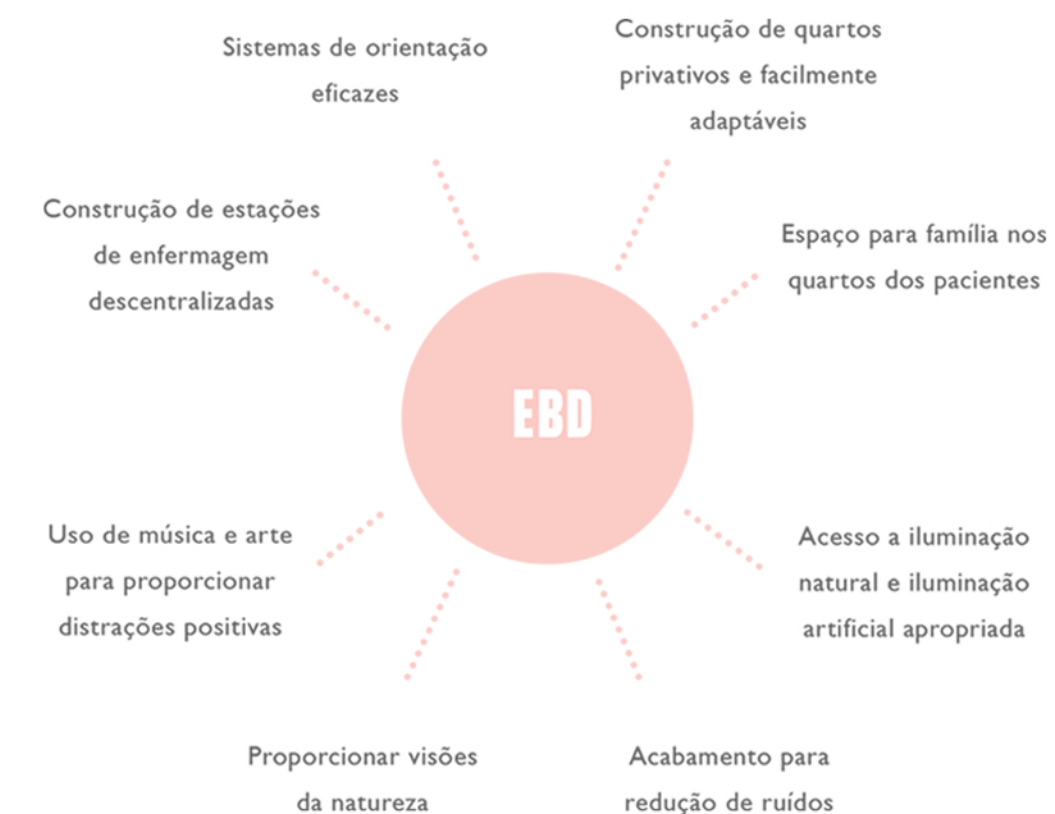 Sistemas de orientação
eficazes
Construção de quartos
privativos e facilmente
adaptáveis
Construção de estações
de enfermagem
descentralizadas
Espaço para família nos
quartos dos pacientes
EBD
Uso de música e arte
para proporcionar
distrações positivas
Acesso a iluminação
natural e iluminação
artificial apropriada
Proporcionar visões
da natureza
Acabamento para
redução de ruídos